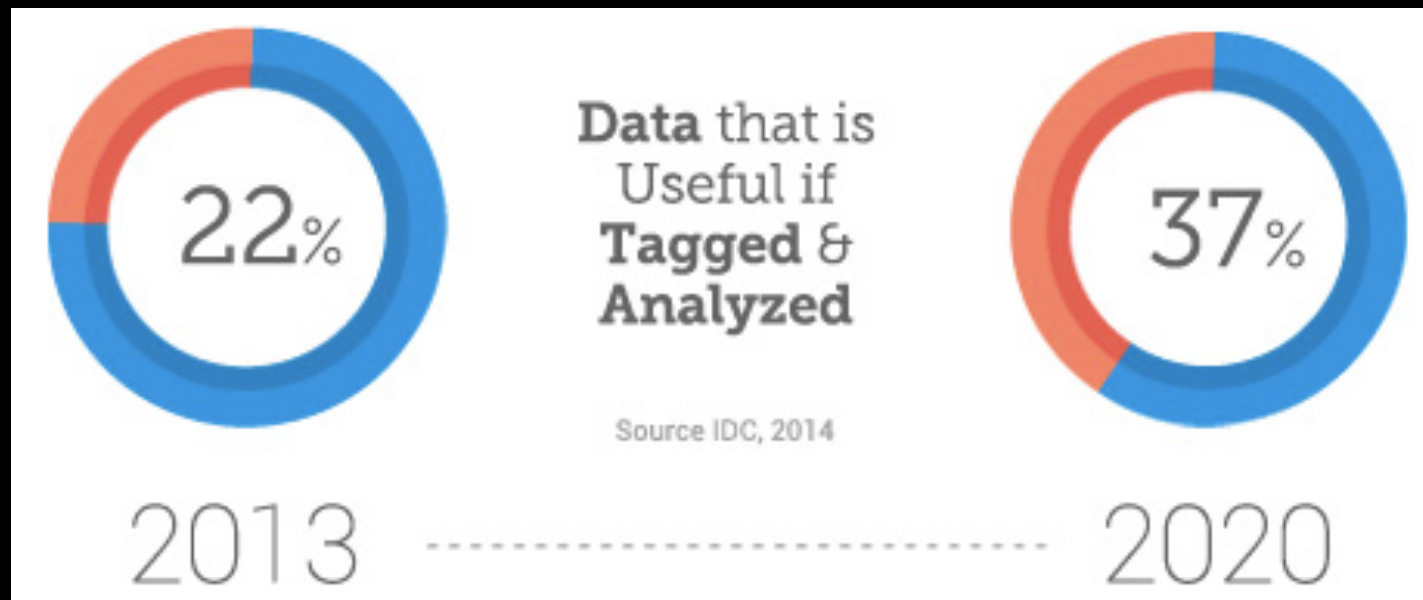 22%
Data that is
Useful if
Tagged &
Analyzed
Source IDC, 2014
37%
2013
2020